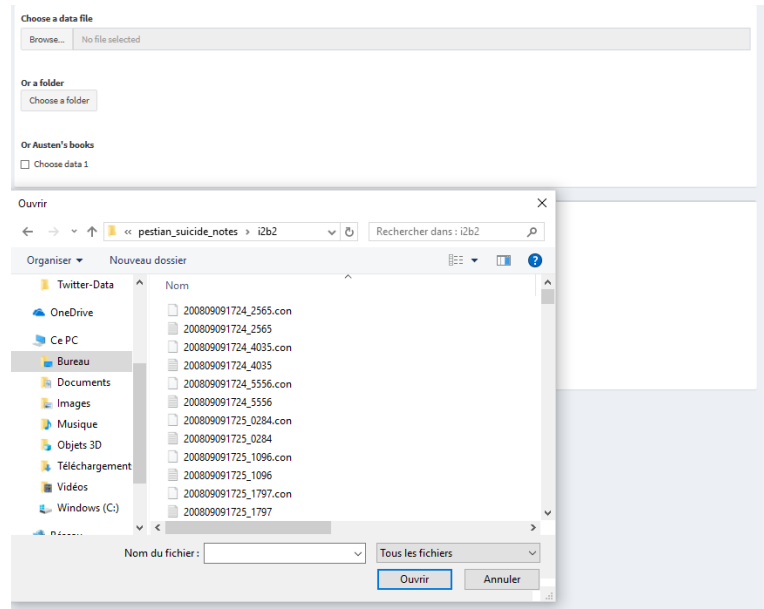 Choose a data file
Browse... No file selected
Or a folder
Choose a folder
Or Austen's books
Choose data 1
Ouvrir
« pestian_suicide_notes › i2b2
Rechercher dans : i2b2
Organiser
Nouveau dossier
Twitter-Data
OneDrive
Ce PC
Bureau
Documents
Images
Musique
Objets 3D
Téléchargement
Vidéos
Windows (C:)
Réseau
Nom
200809091724_2565.con
200809091724_2565
200809091724_4035.con
200809091724_4035
200809091724_5556.con
200809091724_5556
200809091725_0284.con
200809091725_0284
200809091725_1096.con
200809091725_1096
200809091725_1797.con
200809091725_1797
Nom du fichier :
Tous les fichiers
Ouvrir
Annuler